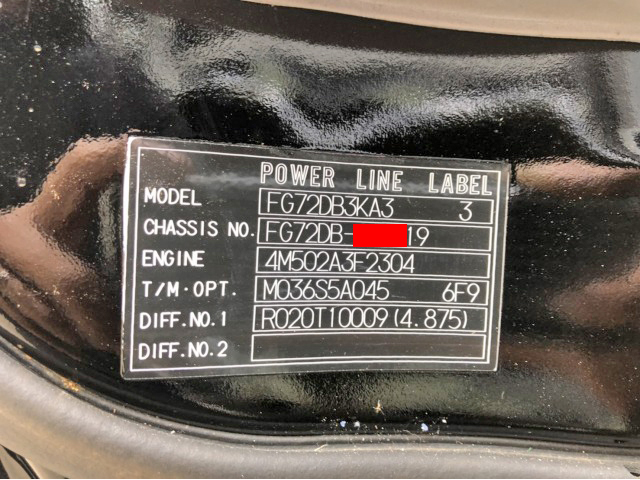 POWER LINE LABEL
MODEL FG72DB3KA3 3
CHASSIS NO. FG72DB- 19
ENGINE 4M502A3F2304
T/M·OPT. M036S5A045 6F9
DIFF.NO.1 R020T10009(4.875)
DIFF.NO.2